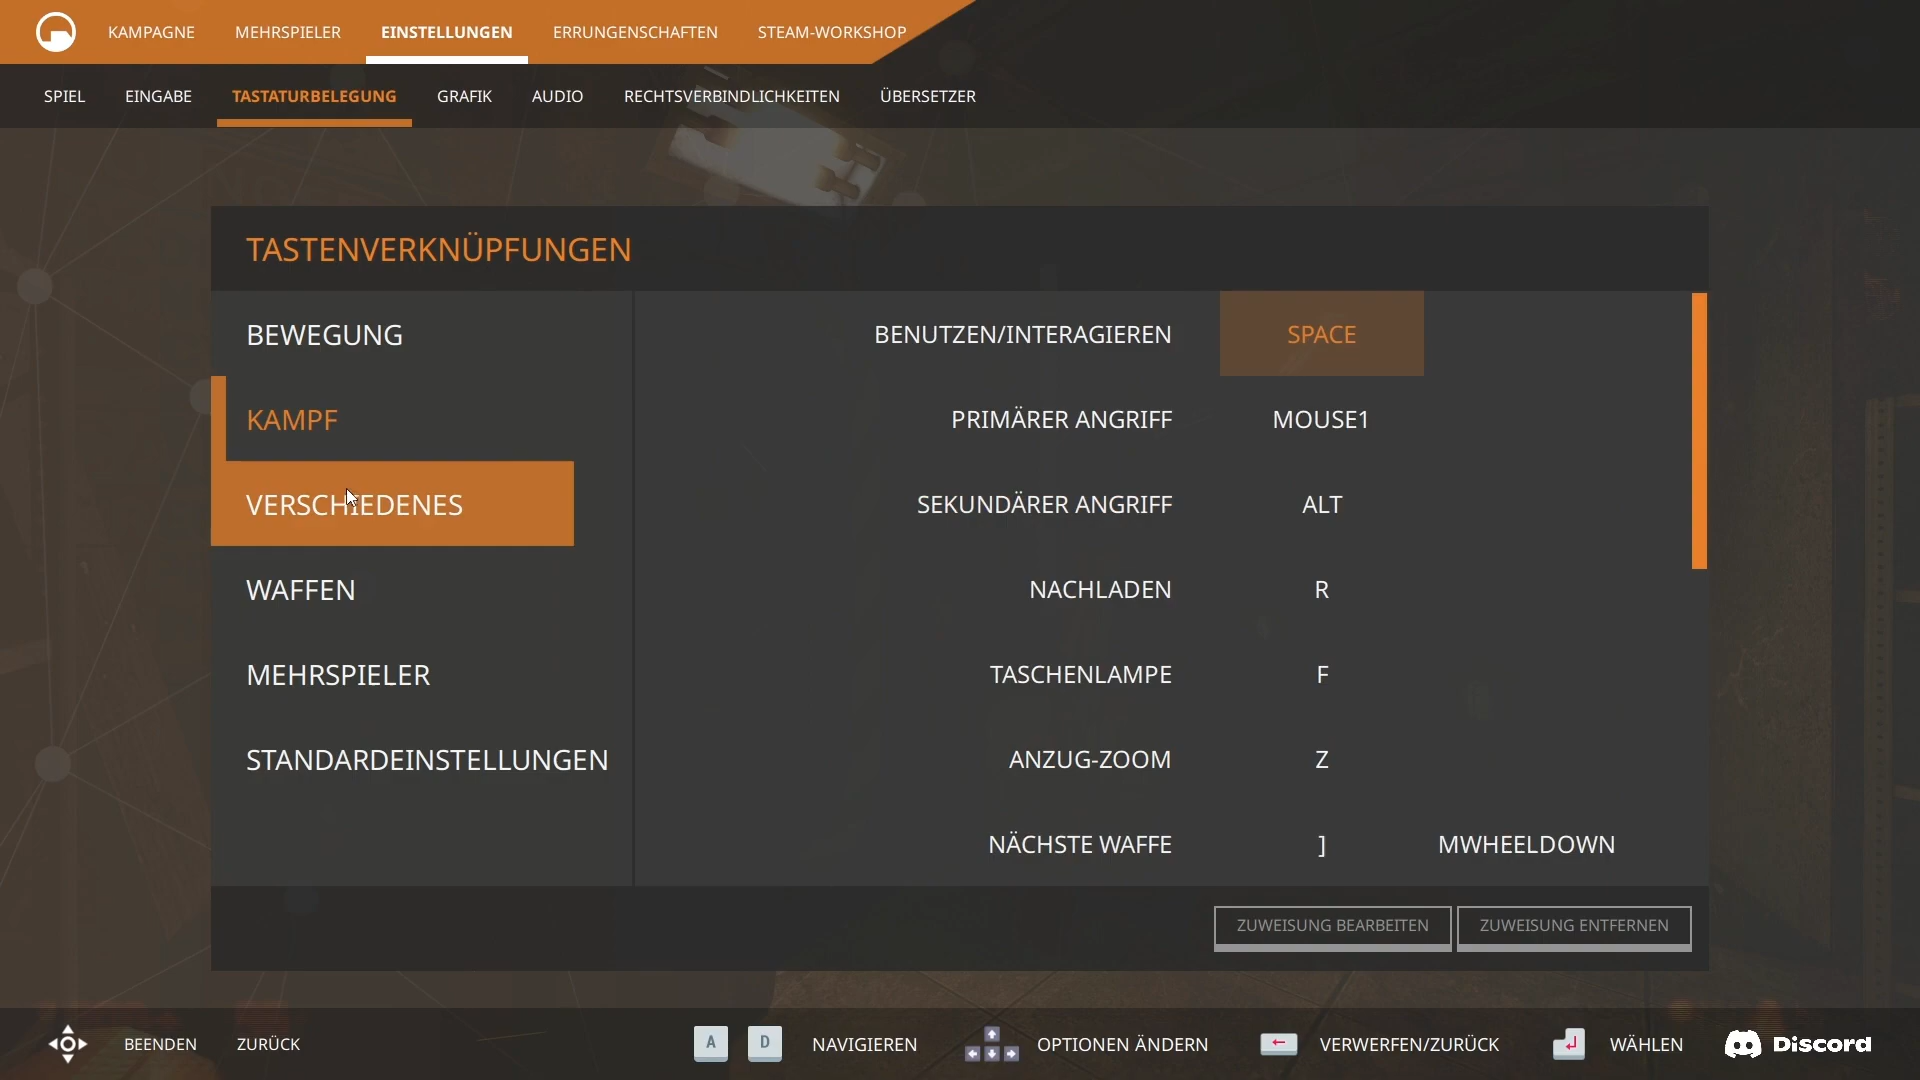 KAMPAGNE MEHRSPIELER EINSTELLUNGEN ERRUNGENSCHAFTEN STEAM-WORKSHOP
SPIEL EINGABE TASTATURBELEGUNG GRAFIK AUDIO RECHTSVERBINDLICHKEITEN ÜBERSETZER
TASTENVERKNÜPFUNGEN
BEWEGUNG
KAMPF
VERSCHIEDENES
WAFFEN
MEHRSPIELER
STANDARDEINSTELLUNGEN
BENUTZEN/INTERAGIEREN SPACE
PRIMÄRER ANGRIFF MOUSE1
SEKUNDÄRER ANGRIFF ALT
NACHLADEN R
TASCHENLAMPE F
ANZUG-ZOOM Z
NÄCHSTE WAFFE ] MWHEELDOWN
ZUWEISUNG BEARBEITEN ZUWEISUNG ENTFERNEN
BEENDEN ZURÜCK A D NAVIGIEREN OPTIONEN ÄNDERN VERWERFEN/ZURÜCK WÄHLEN Discord